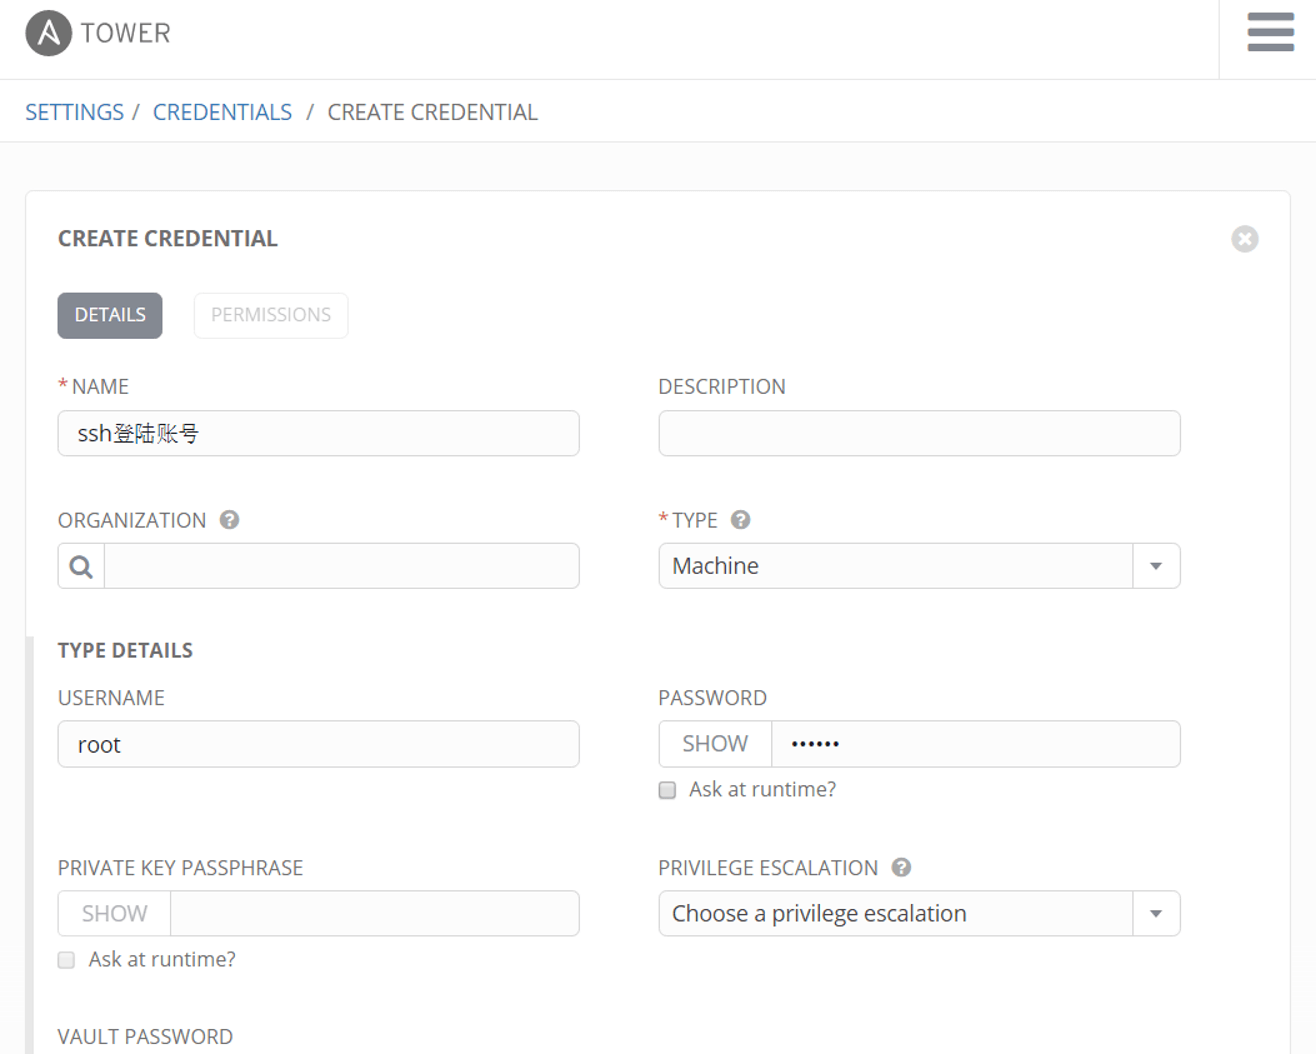 TOWER
SETTINGS / CREDENTIALS / CREATE CREDENTIAL
CREATE CREDENTIAL
DETAILS PERMISSIONS
* NAME DESCRIPTION
ssh登陆账号
ORGANIZATION ? * TYPE ?
Machine
TYPE DETAILS
USERNAME PASSWORD
root SHOW ••••••
Ask at runtime?
PRIVATE KEY PASSPHRASE PRIVILEGE ESCALATION ?
SHOW Choose a privilege escalation
Ask at runtime?
VAULT PASSWORD